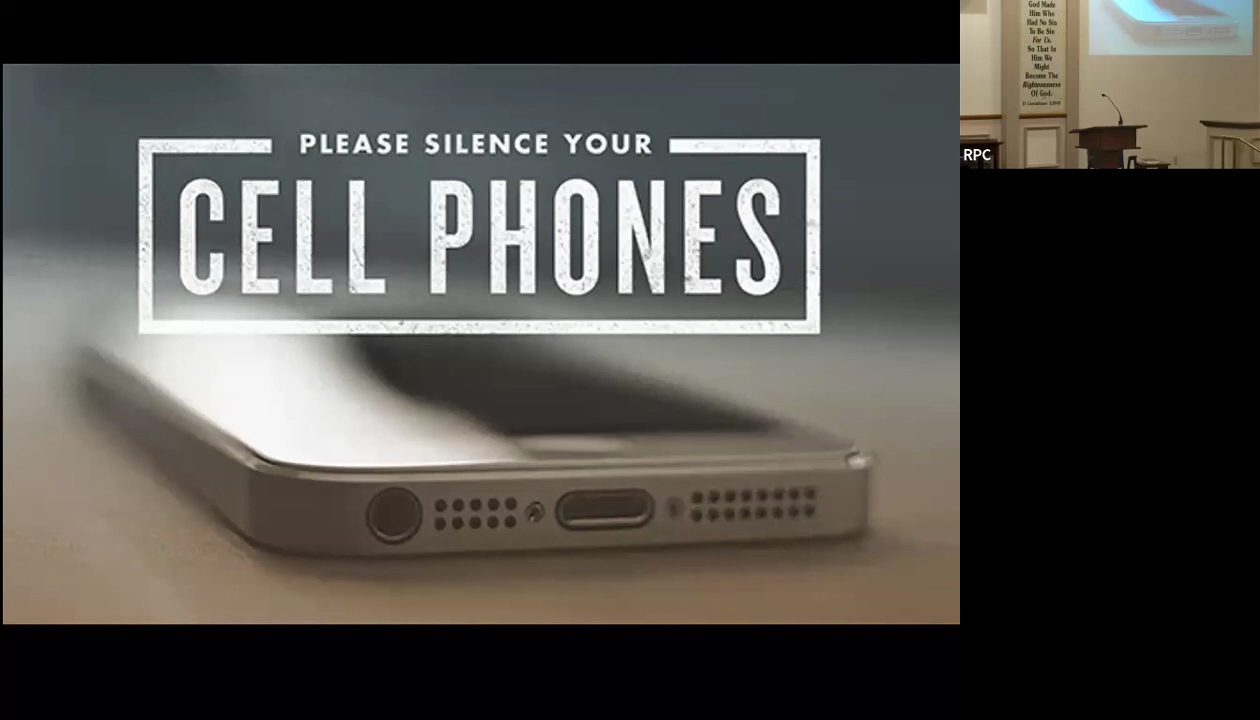 PLEASE SILENCE YOUR
CELL PHONES
God Made
Him Who
Had No Sin
To Be Sin
For Us,
So That In
Him We
Might
Become The
Righteousness
Of God.
RPC